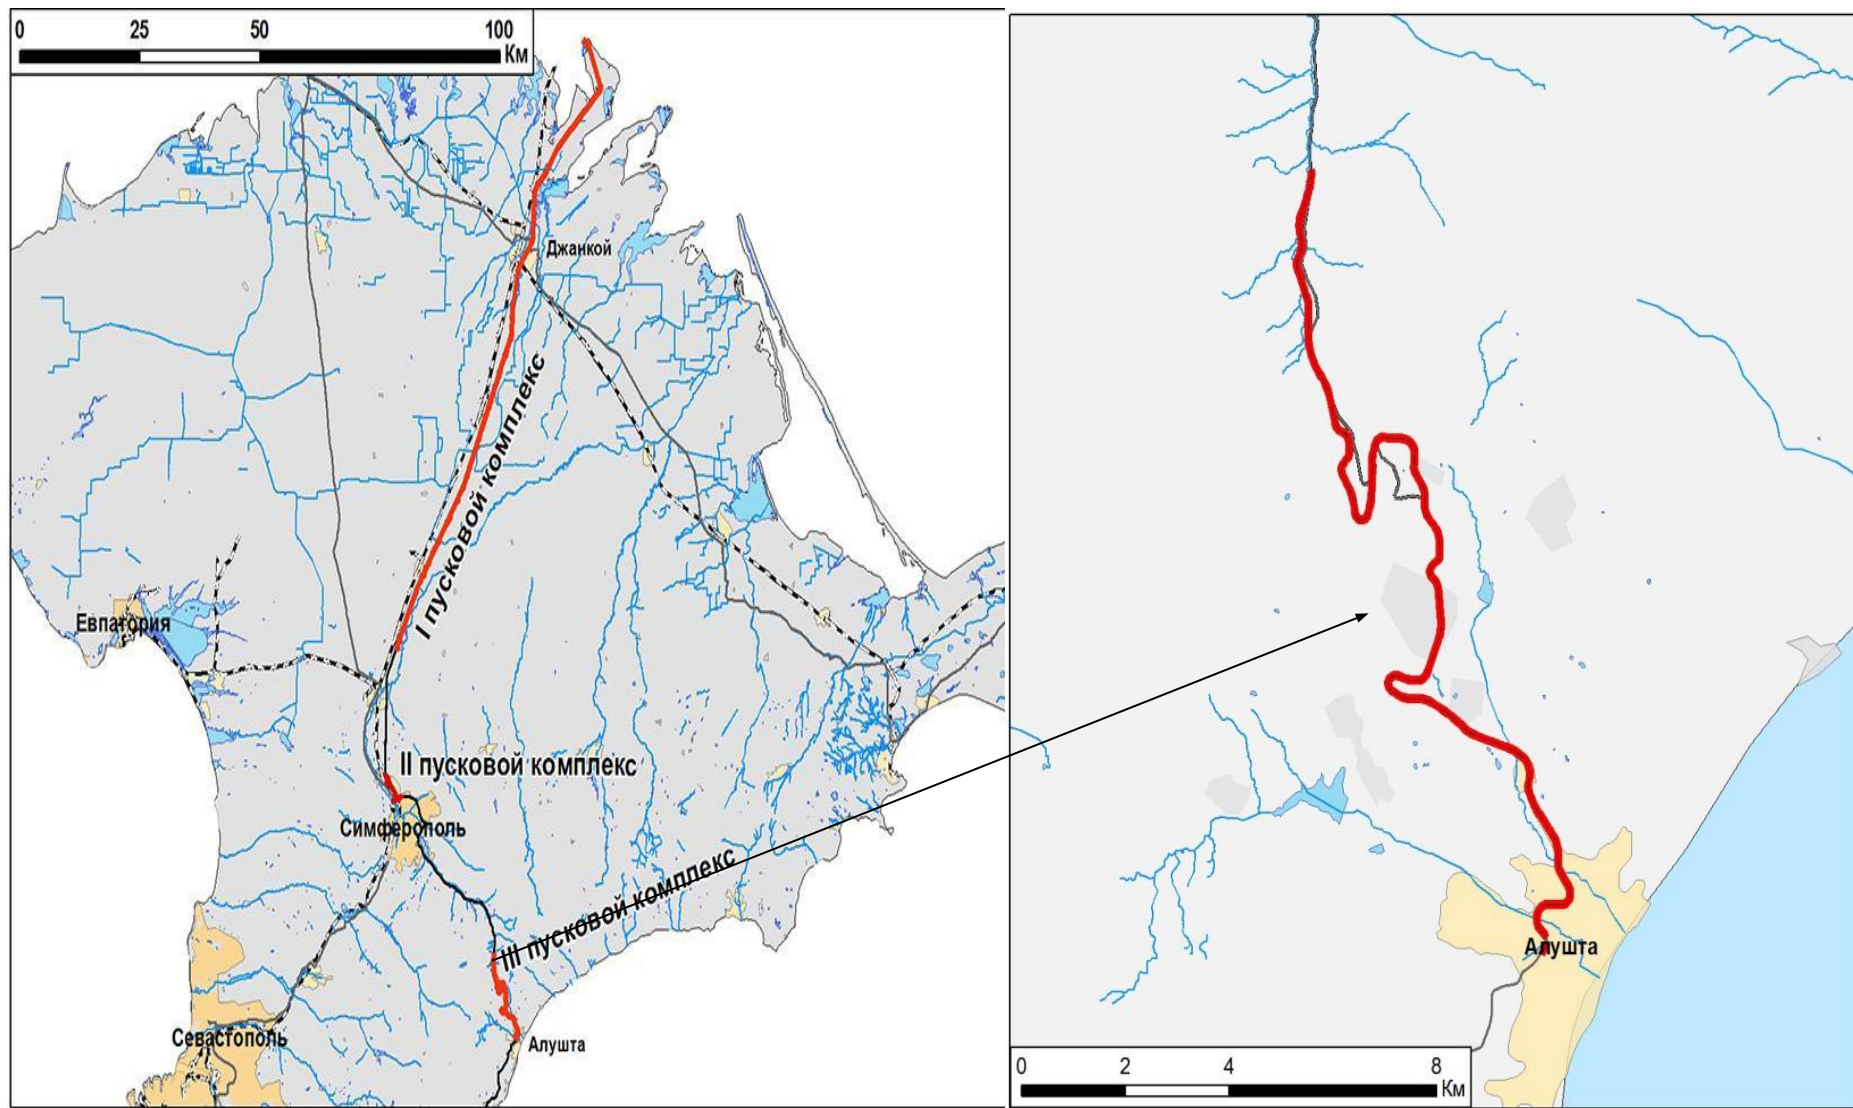 0 25 50 100
Км
Джанкой
I пусковой комплекс
Евпатория
II пусковой комплекс
Симферополь
III пусковой комплекс
Севастополь
Алушта
Алушта
0 2 4 8
Км